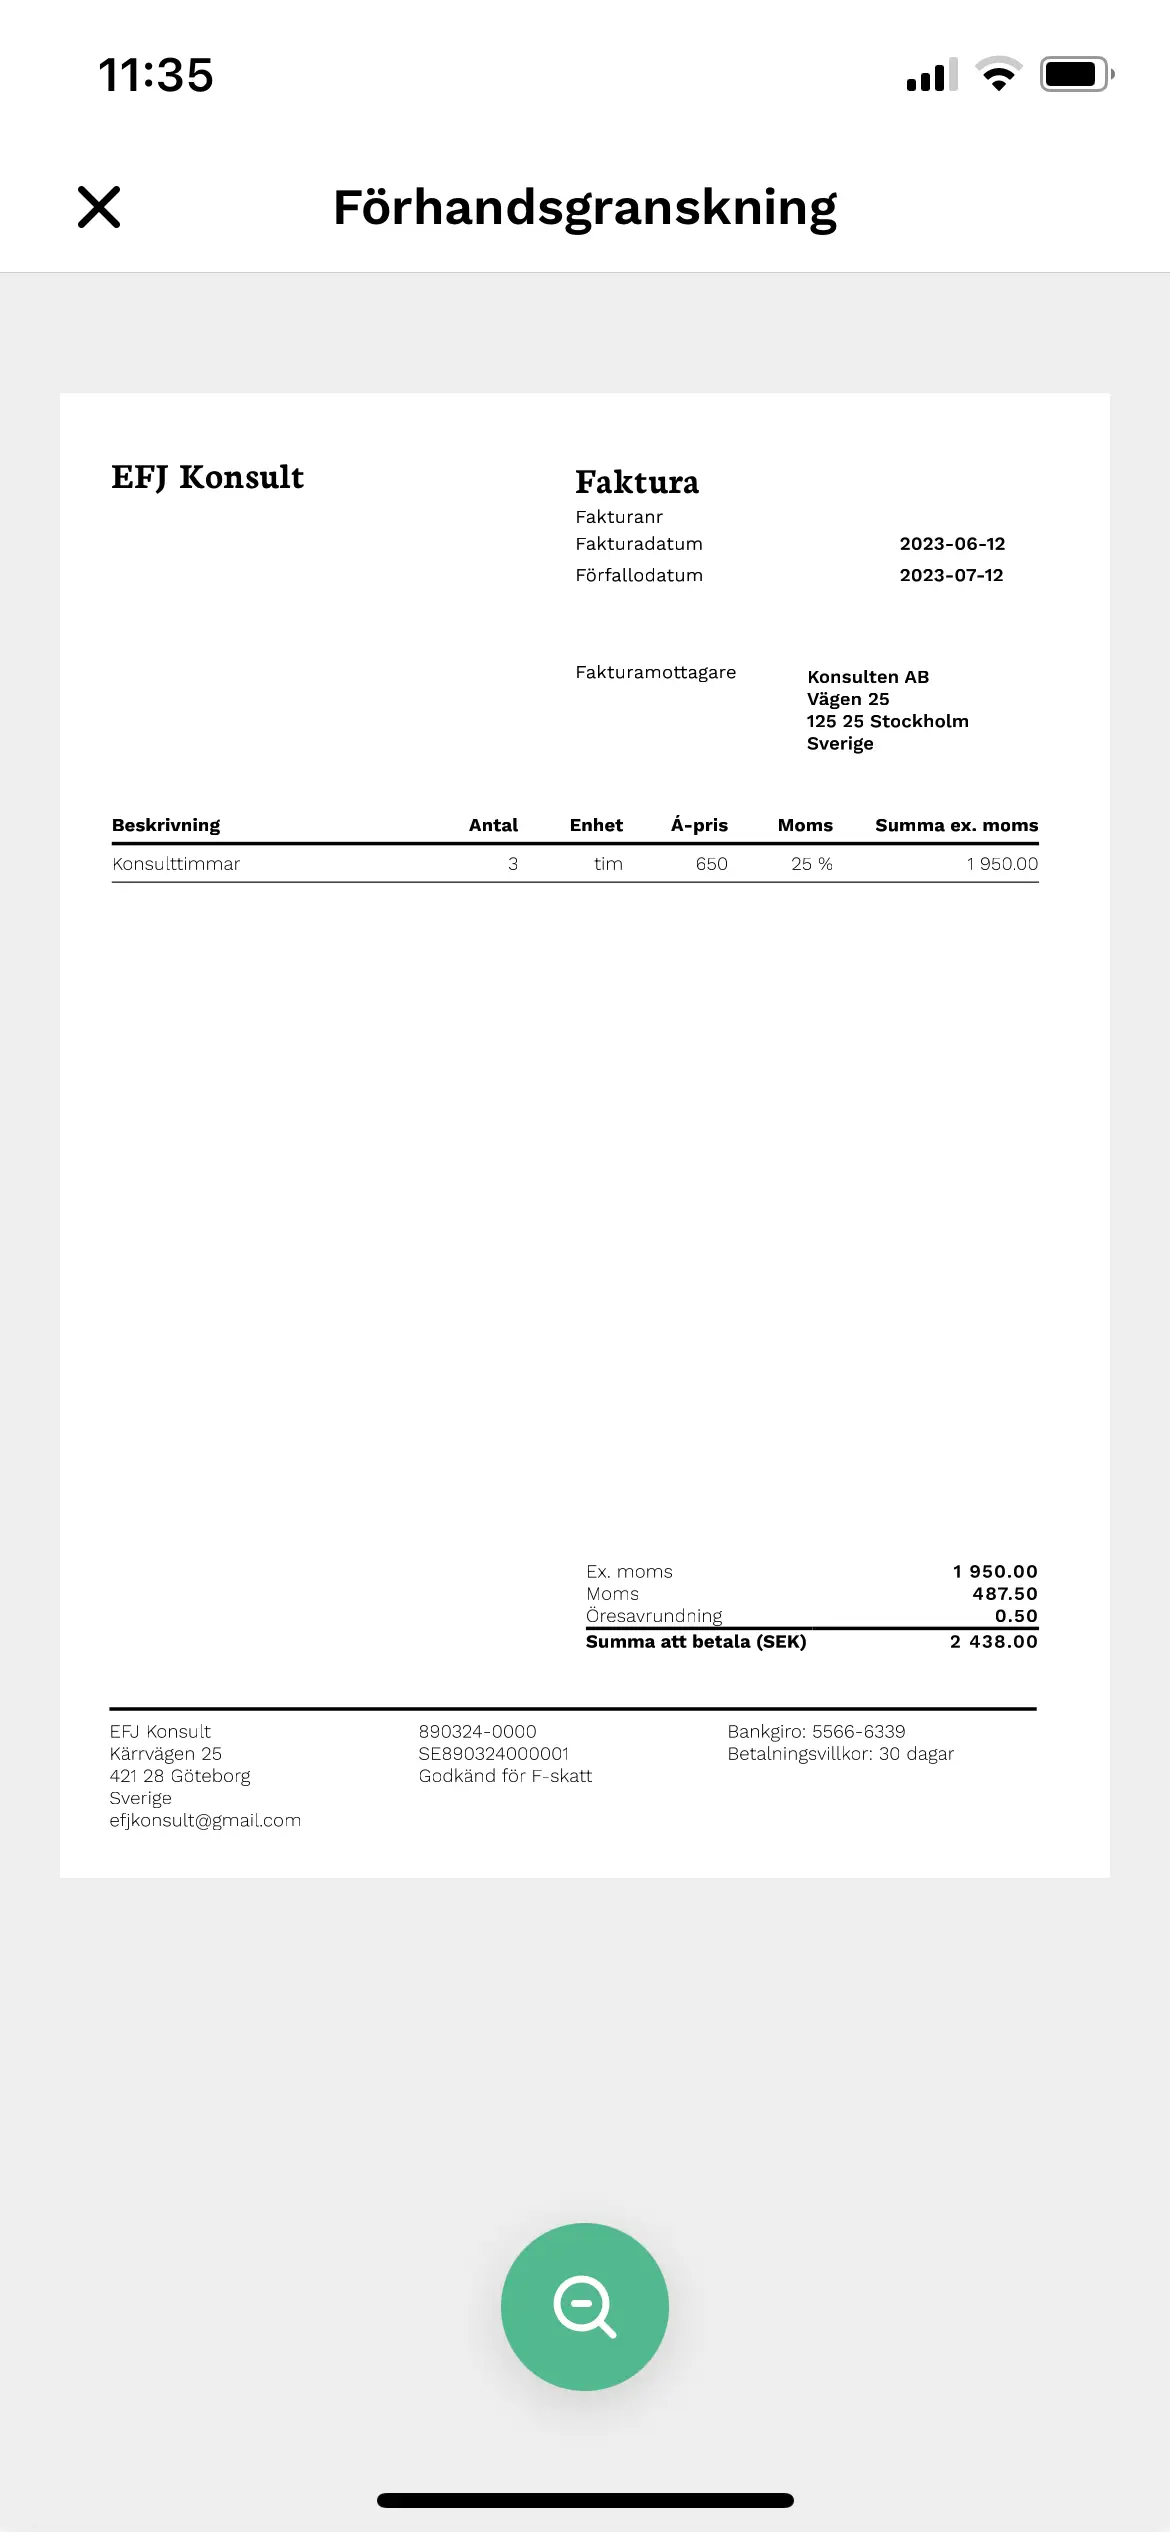 11:35
Förhandsgranskning
EFJ Konsult
Faktura
Fakturanr
Fakturadatum 2023-06-12
Förfallodatum 2023-07-12
Fakturamottagare
Konsulten AB
Vägen 25
125 25 Stockholm
Sverige
Beskrivning Antal Enhet Á-pris Moms Summa ex. moms
Konsulttimmar 3 tim 650 25 % 1 950.00
Ex. moms 1 950.00
Moms 487.50
Öresavrundning 0.50
Summa att betala (SEK) 2 438.00
EFJ Konsult
Kärrvägen 25
421 28 Göteborg
Sverige
efjkonsult@gmail.com
890324-0000
SE890324000001
Godkänd för F-skatt
Bankgiro: 5566-6339
Betalningsvillkor: 30 dagar